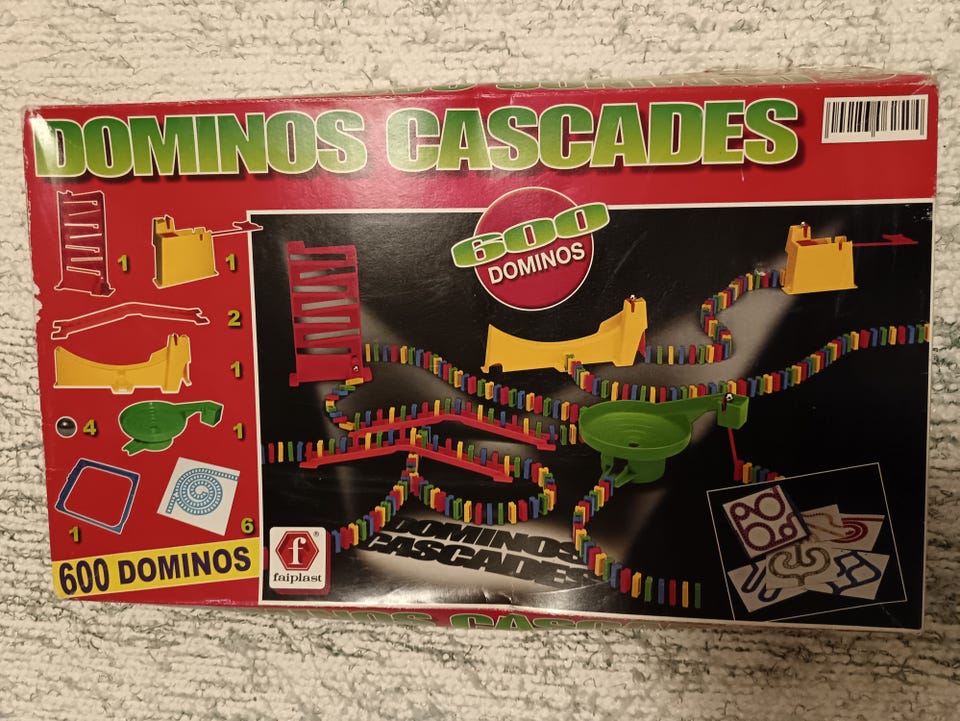 DOMINOS CASCADES
600
DOMINOS
1
1
2
1
4
1
1
6
600 DOMINOS
f
®
faiplast
DOMINOS
CASCADES